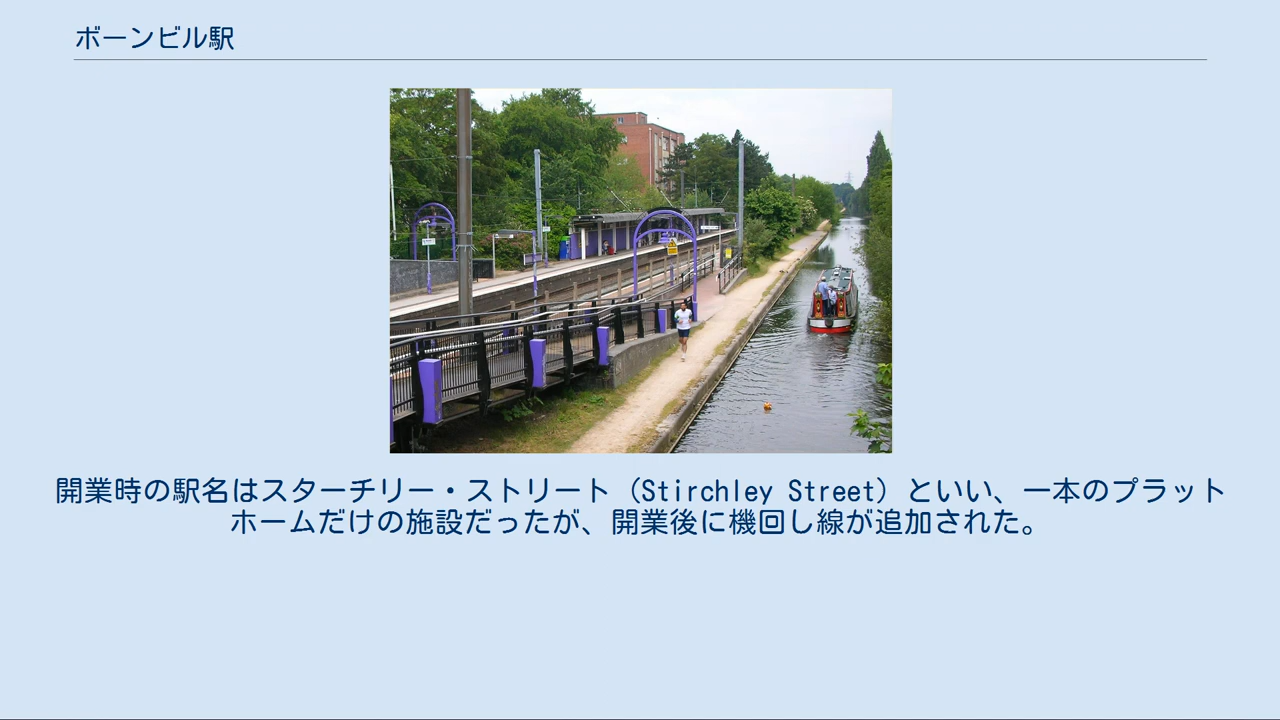 ボーンビル駅
開業時の駅名はスターチリー・ストリート（Stirchley Street）といい、一本のプラット
ホームだけの施設だったが、開業後に機回し線が追加された。